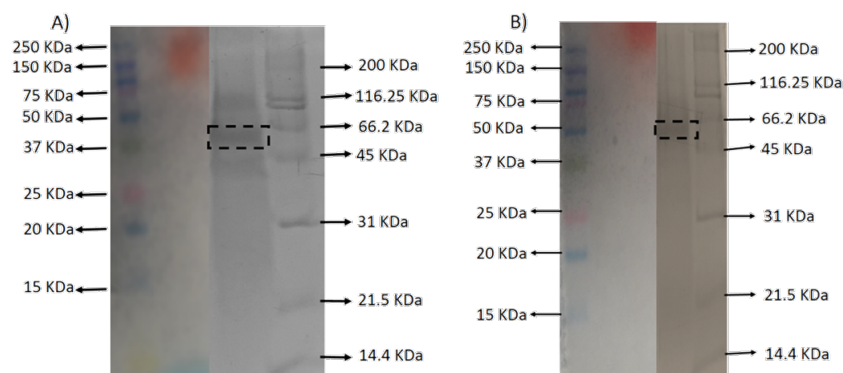 A)
250 KDa
150 KDa
75 KDa
50 KDa
37 KDa
25 KDa
20 KDa
15 KDa
200 KDa
116.25 KDa
66.2 KDa
45 KDa
31 KDa
21.5 KDa
14.4 KDa
B)
250 KDa
150 KDa
75 KDa
50 KDa
37 KDa
25 KDa
20 KDa
15 KDa
200 KDa
116.25 KDa
66.2 KDa
45 KDa
31 KDa
21.5 KDa
14.4 KDa